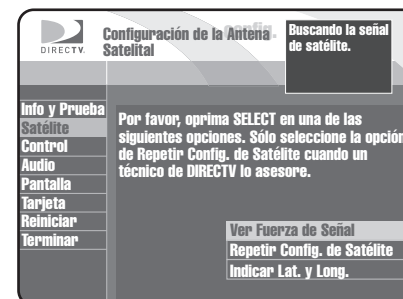 DIRECTV.
Configuración de la Antena
Satelital
config.
Buscando la señal
de satélite.
Info y Prueba
Satélite
Control
Audio
Pantalla
Tarjeta
Reiniciar
Terminar
Por favor, oprima SELECT en una de las
siguientes opciones. Sólo seleccione la opción
de Repetir Config. de Satélite cuando un
técnico de DIRECTV lo asesore.
Ver Fuerza de Señal
Repetir Config. de Satélite
Indicar Lat. y Long.